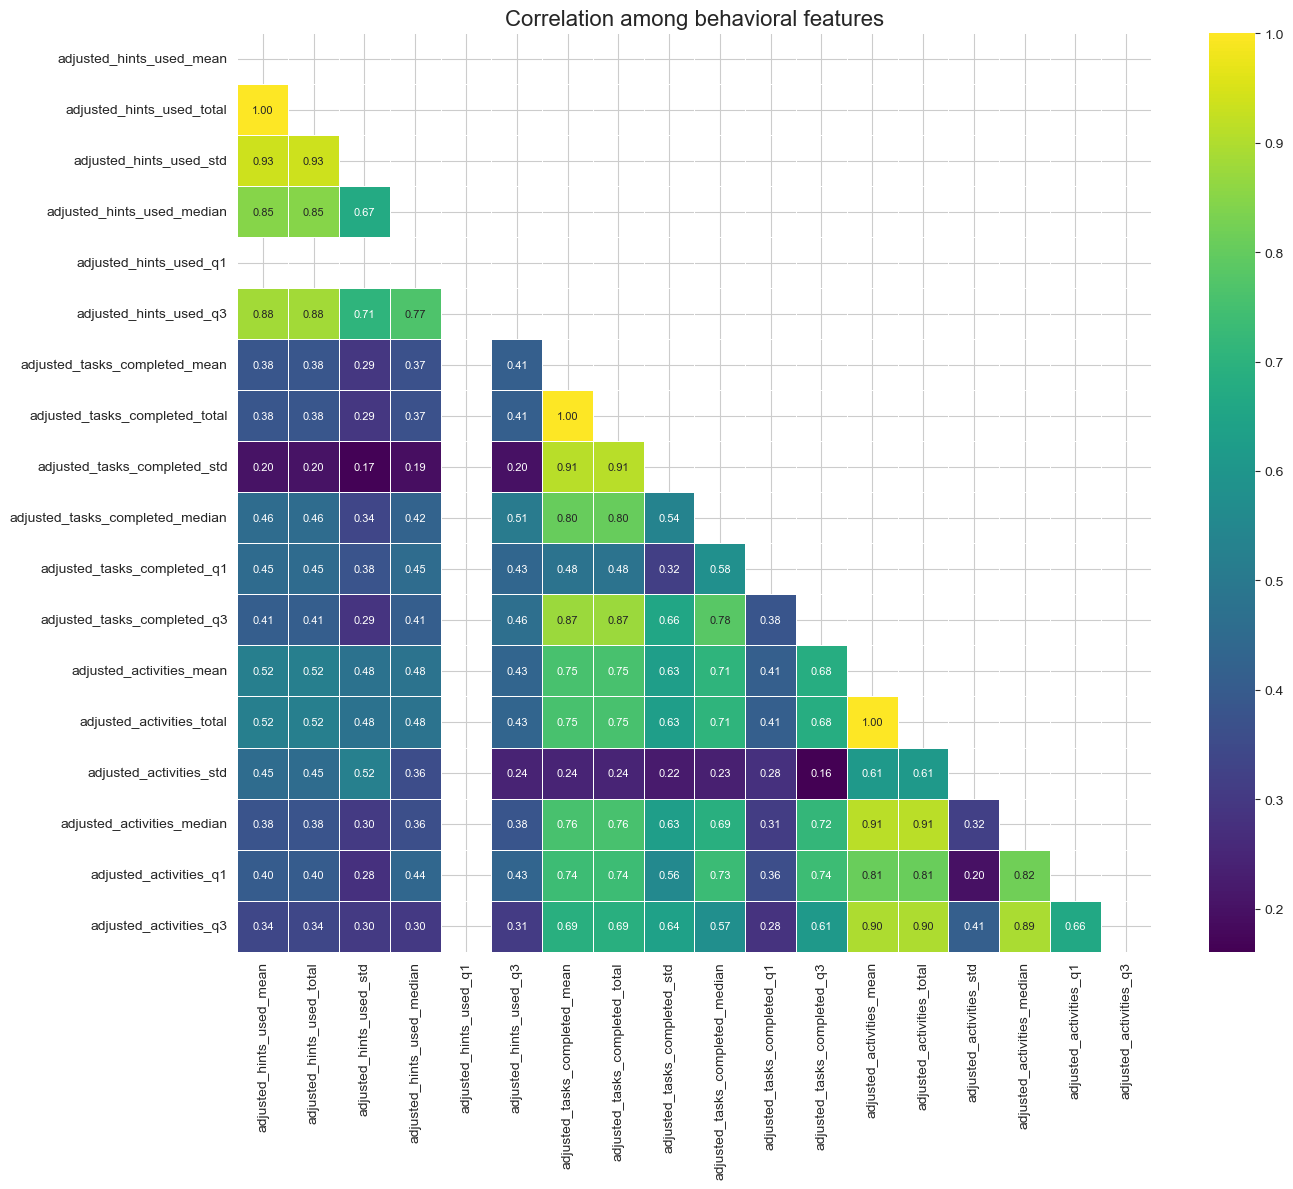 Correlation among behavioral features
adjusted_hints_used_mean
adjusted_hints_used_total 1.00
adjusted_hints_used_std 0.93 0.93
adjusted_hints_used_median 0.85 0.85 0.67
adjusted_hints_used_q1
adjusted_hints_used_q3 0.88 0.88 0.71 0.77
adjusted_tasks_completed_mean 0.38 0.38 0.29 0.37 0.41
adjusted_tasks_completed_total 0.38 0.38 0.29 0.37 0.41 1.00
adjusted_tasks_completed_std 0.20 0.20 0.17 0.19 0.20 0.91 0.91
adjusted_tasks_completed_median 0.46 0.46 0.34 0.42 0.51 0.80 0.80 0.54
adjusted_tasks_completed_q1 0.45 0.45 0.38 0.45 0.43 0.48 0.48 0.32 0.58
adjusted_tasks_completed_q3 0.41 0.41 0.29 0.41 0.46 0.87 0.87 0.66 0.78 0.38
adjusted_activities_mean 0.52 0.52 0.48 0.48 0.43 0.75 0.75 0.63 0.71 0.41 0.68
adjusted_activities_total 0.52 0.52 0.48 0.48 0.43 0.75 0.75 0.63 0.71 0.41 0.68 1.00
adjusted_activities_std 0.45 0.45 0.52 0.36 0.24 0.24 0.24 0.22 0.23 0.28 0.16 0.61 0.61
adjusted_activities_median 0.38 0.38 0.30 0.36 0.38 0.76 0.76 0.63 0.69 0.31 0.72 0.91 0.91 0.32
adjusted_activities_q1 0.40 0.40 0.28 0.44 0.43 0.74 0.74 0.56 0.73 0.36 0.74 0.81 0.81 0.20 0.82
adjusted_activities_q3 0.34 0.34 0.30 0.30 0.31 0.69 0.69 0.64 0.57 0.28 0.61 0.90 0.90 0.41 0.89 0.66
adjusted_hints_used_mean
adjusted_hints_used_total
adjusted_hints_used_std
adjusted_hints_used_median
adjusted_hints_used_q1
adjusted_hints_used_q3
adjusted_tasks_completed_mean
adjusted_tasks_completed_total
adjusted_tasks_completed_std
adjusted_tasks_completed_median
adjusted_tasks_completed_q1
adjusted_tasks_completed_q3
adjusted_activities_mean
adjusted_activities_total
adjusted_activities_std
adjusted_activities_median
adjusted_activities_q1
adjusted_activities_q3
1.0
0.9
0.8
0.7
0.6
0.5
0.4
0.3
0.2